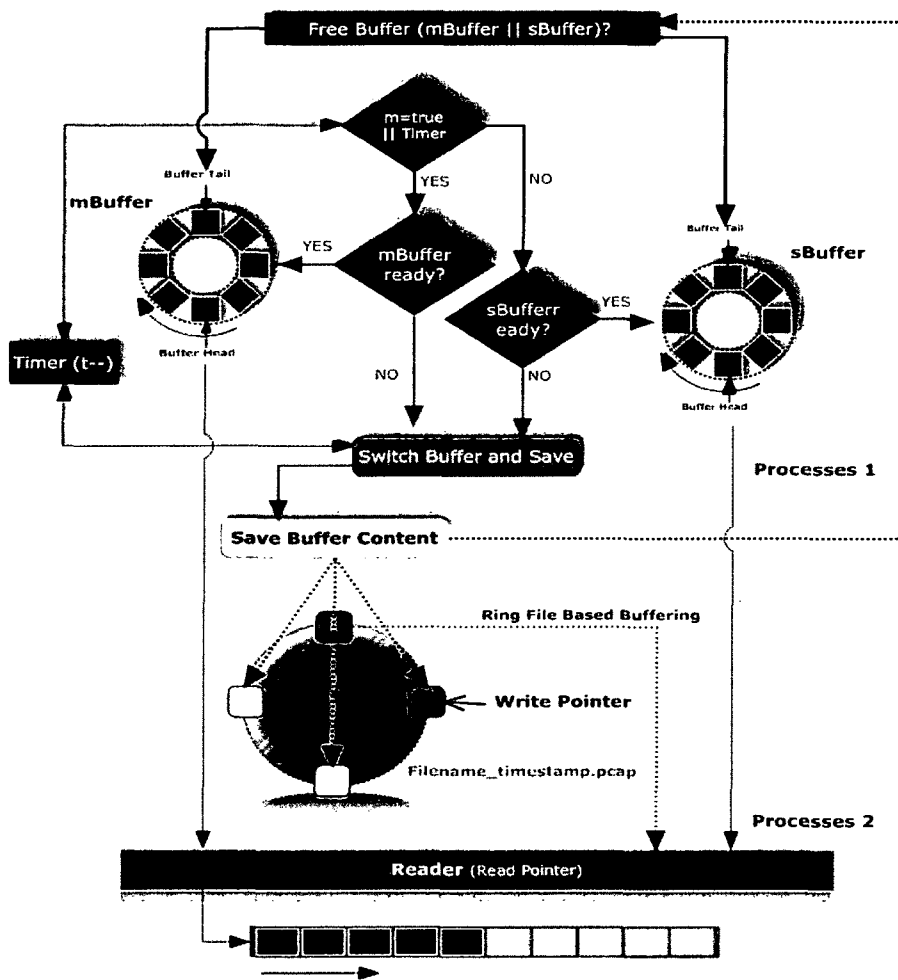 Free Buffer (mBuffer || sBuffer)?
m=true
|| Timer
Buffer Tail
YES
NO
mBuffer
Buffer Tail
sBuffer
YES
mBuffer
ready?
sBufferr
eady?
YES
Timer (t--)
Buffer Head
NO
NO
Buffer Head
Switch Buffer and Save
Processes 1
Save Buffer Content
Ring File Based Buffering
Write Pointer
Filename_timestamp.pcap
Processes 2
Reader (Read Pointer)